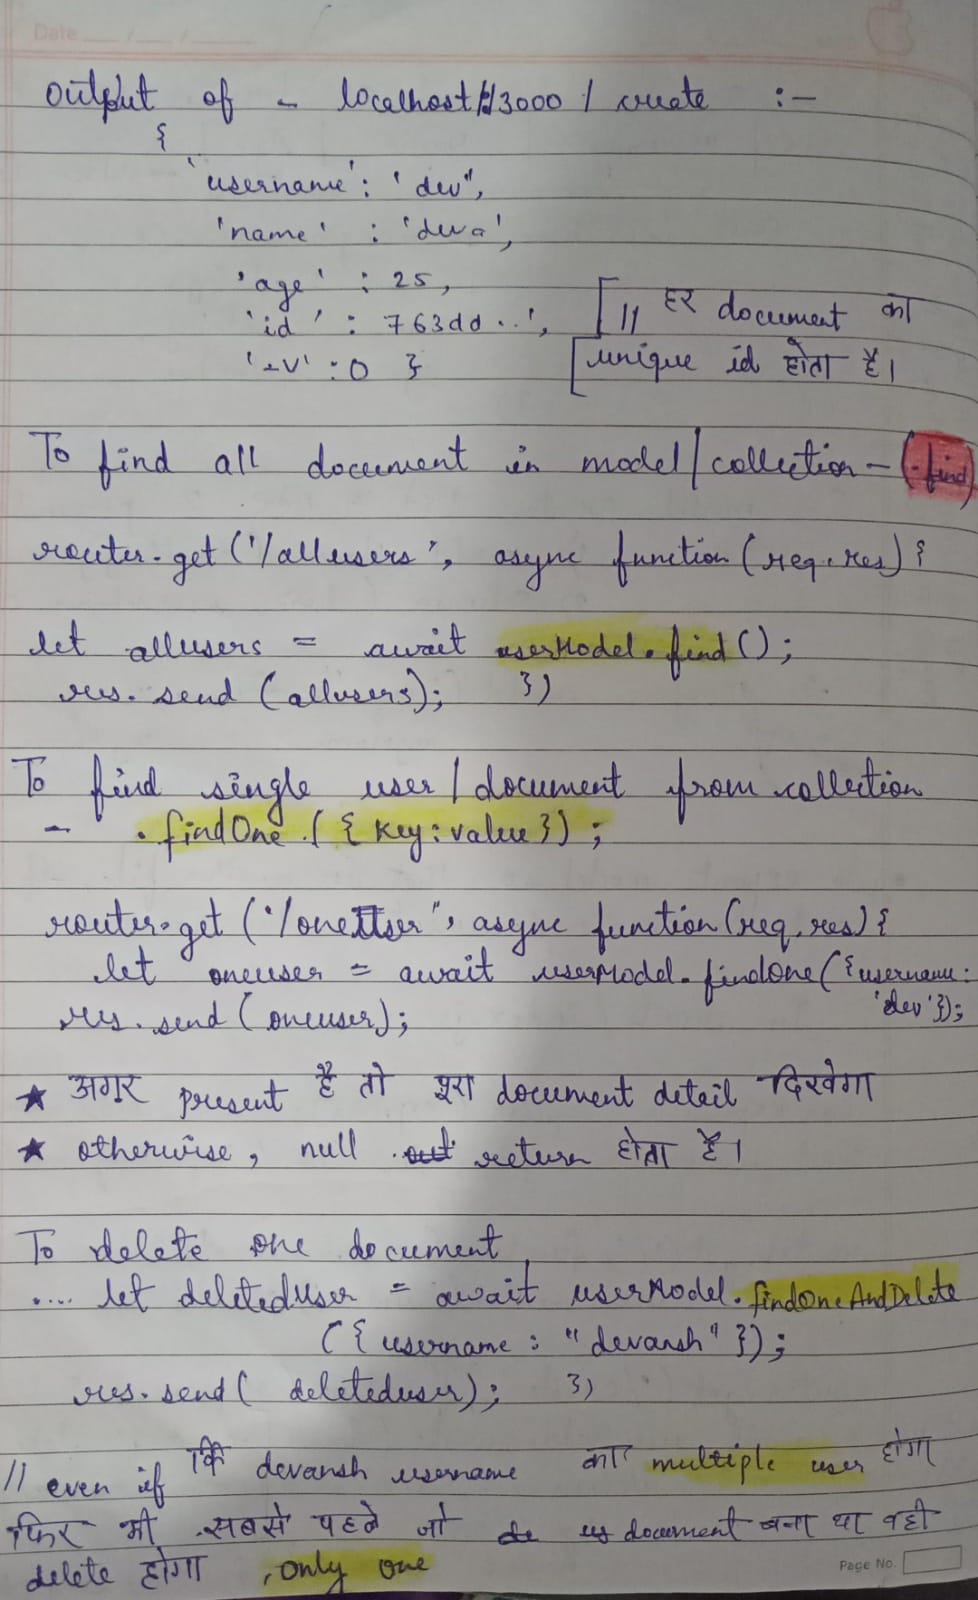 Date
output of - localhost/3000/create :-
{
'username' : 'dev",
'name' : 'deva',
'age' : 25,
'id' : 763dd..', [ // हर document का
'_v' : 0 } [ unique id होता है।
To find all document in model/collection - (.find)
router.get('/allusers', async function(req.res) {
let allusers = await userModel.find();
res.send (allusers); })
To find single user/document from collection
- .findOne ({ key:value });
router.get ('/oneUser", async function(req,res) {
let oneuser = await userModel.findOne({username:
'dev'});
res.send (oneuser);
★ अगर present है तो पूरा document detail दिखेगा
★ otherwise, null return होता है।
To delete one document
.... let deletedUser = await userModel.findOneAndDelete
({ username : "devansh" });
res.send( deleteduser); })
// even if कि devansh username का multiple user होगा
फिर भी सबसे पहले जो document बना था वही
delete होगा , only one
Page No.